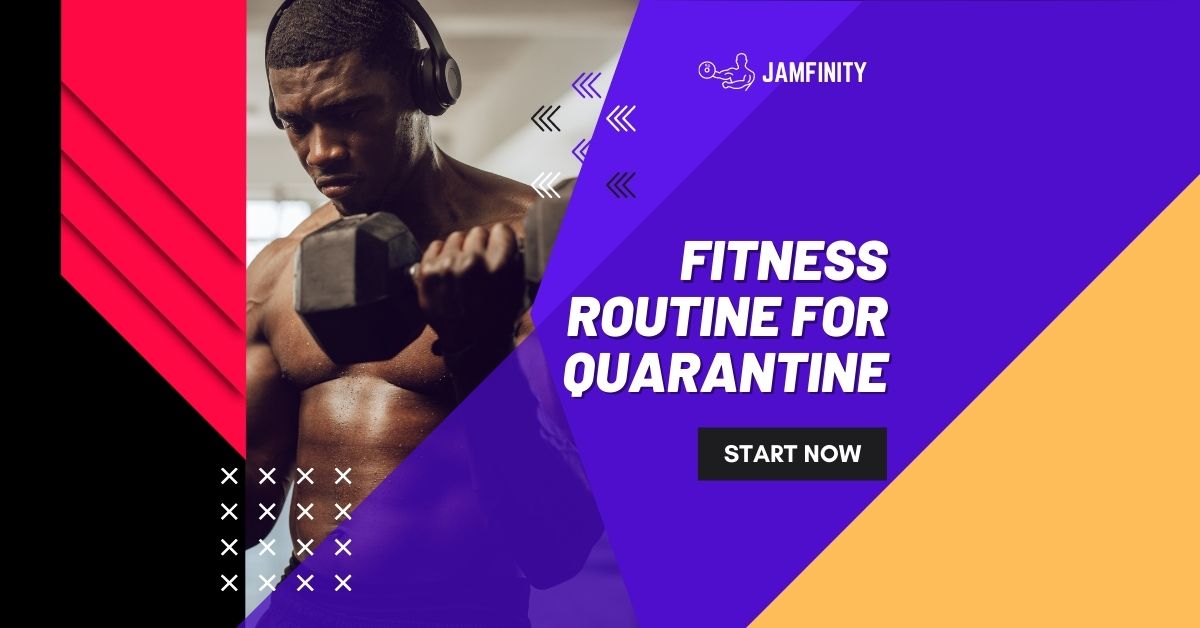 JAMFINITY
FITNESS
ROUTINE FOR
QUARANTINE
START NOW